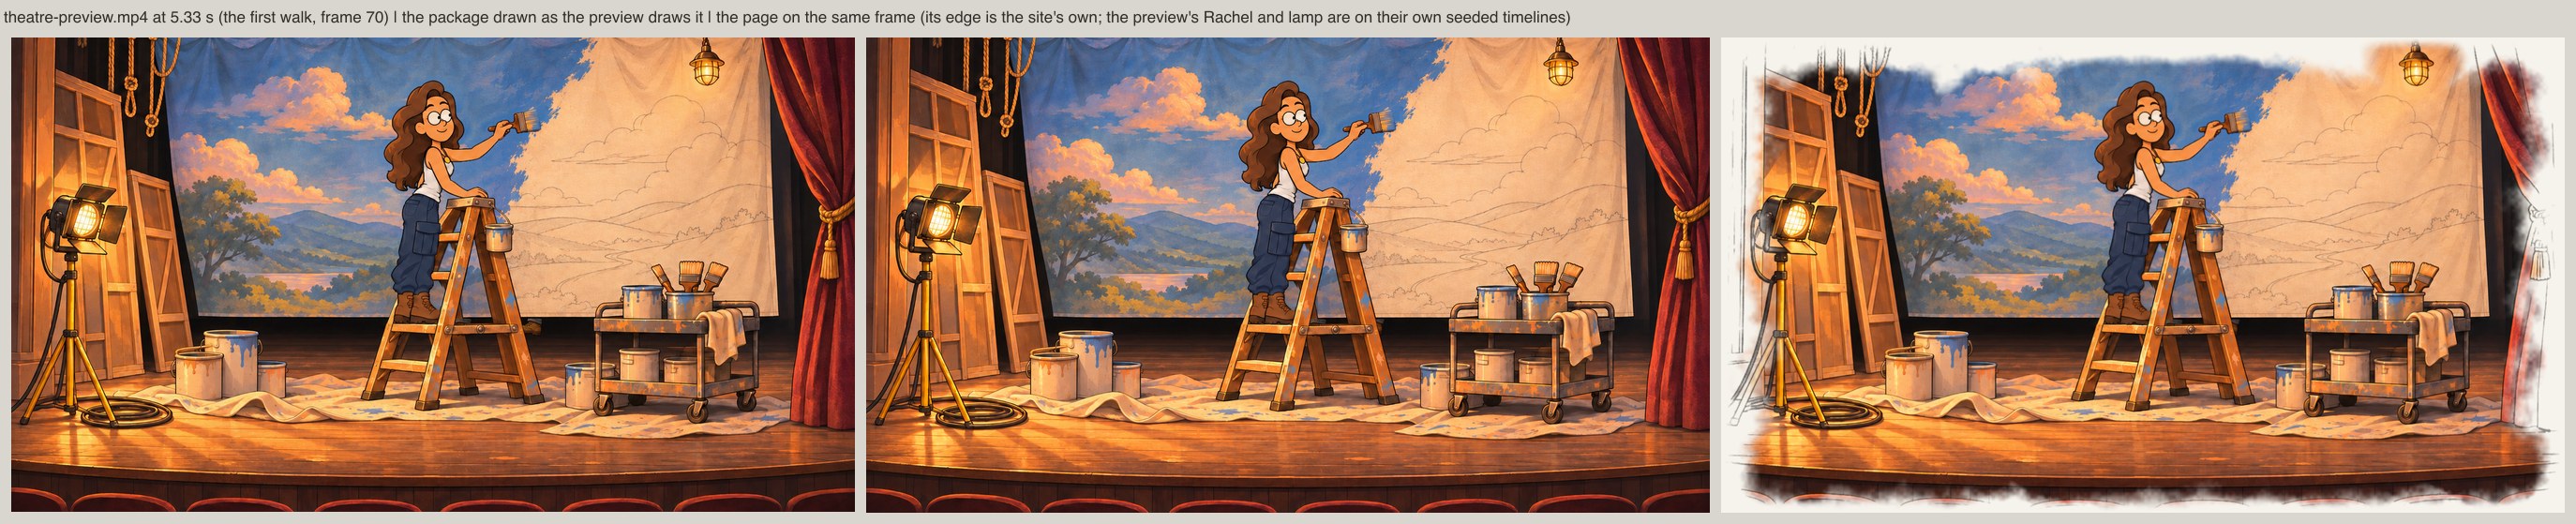 theatre-preview.mp4 at 5.33 s (the first walk, frame 70) | the package drawn as the preview draws it | the page on the same frame (its edge is the site's own; the preview's Rachel and lamp are on their own seeded timelines)